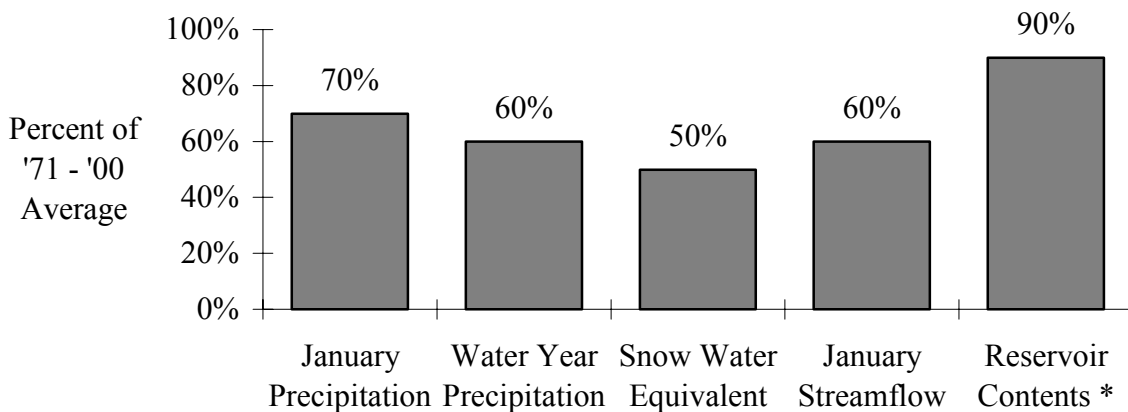 100%
80%
60%
40%
20%
0%
Percent of
'71 - '00
Average
70%
60%
50%
60%
90%
January
Precipitation
Water Year
Precipitation
Snow Water
Equivalent
January
Streamflow
Reservoir
Contents *